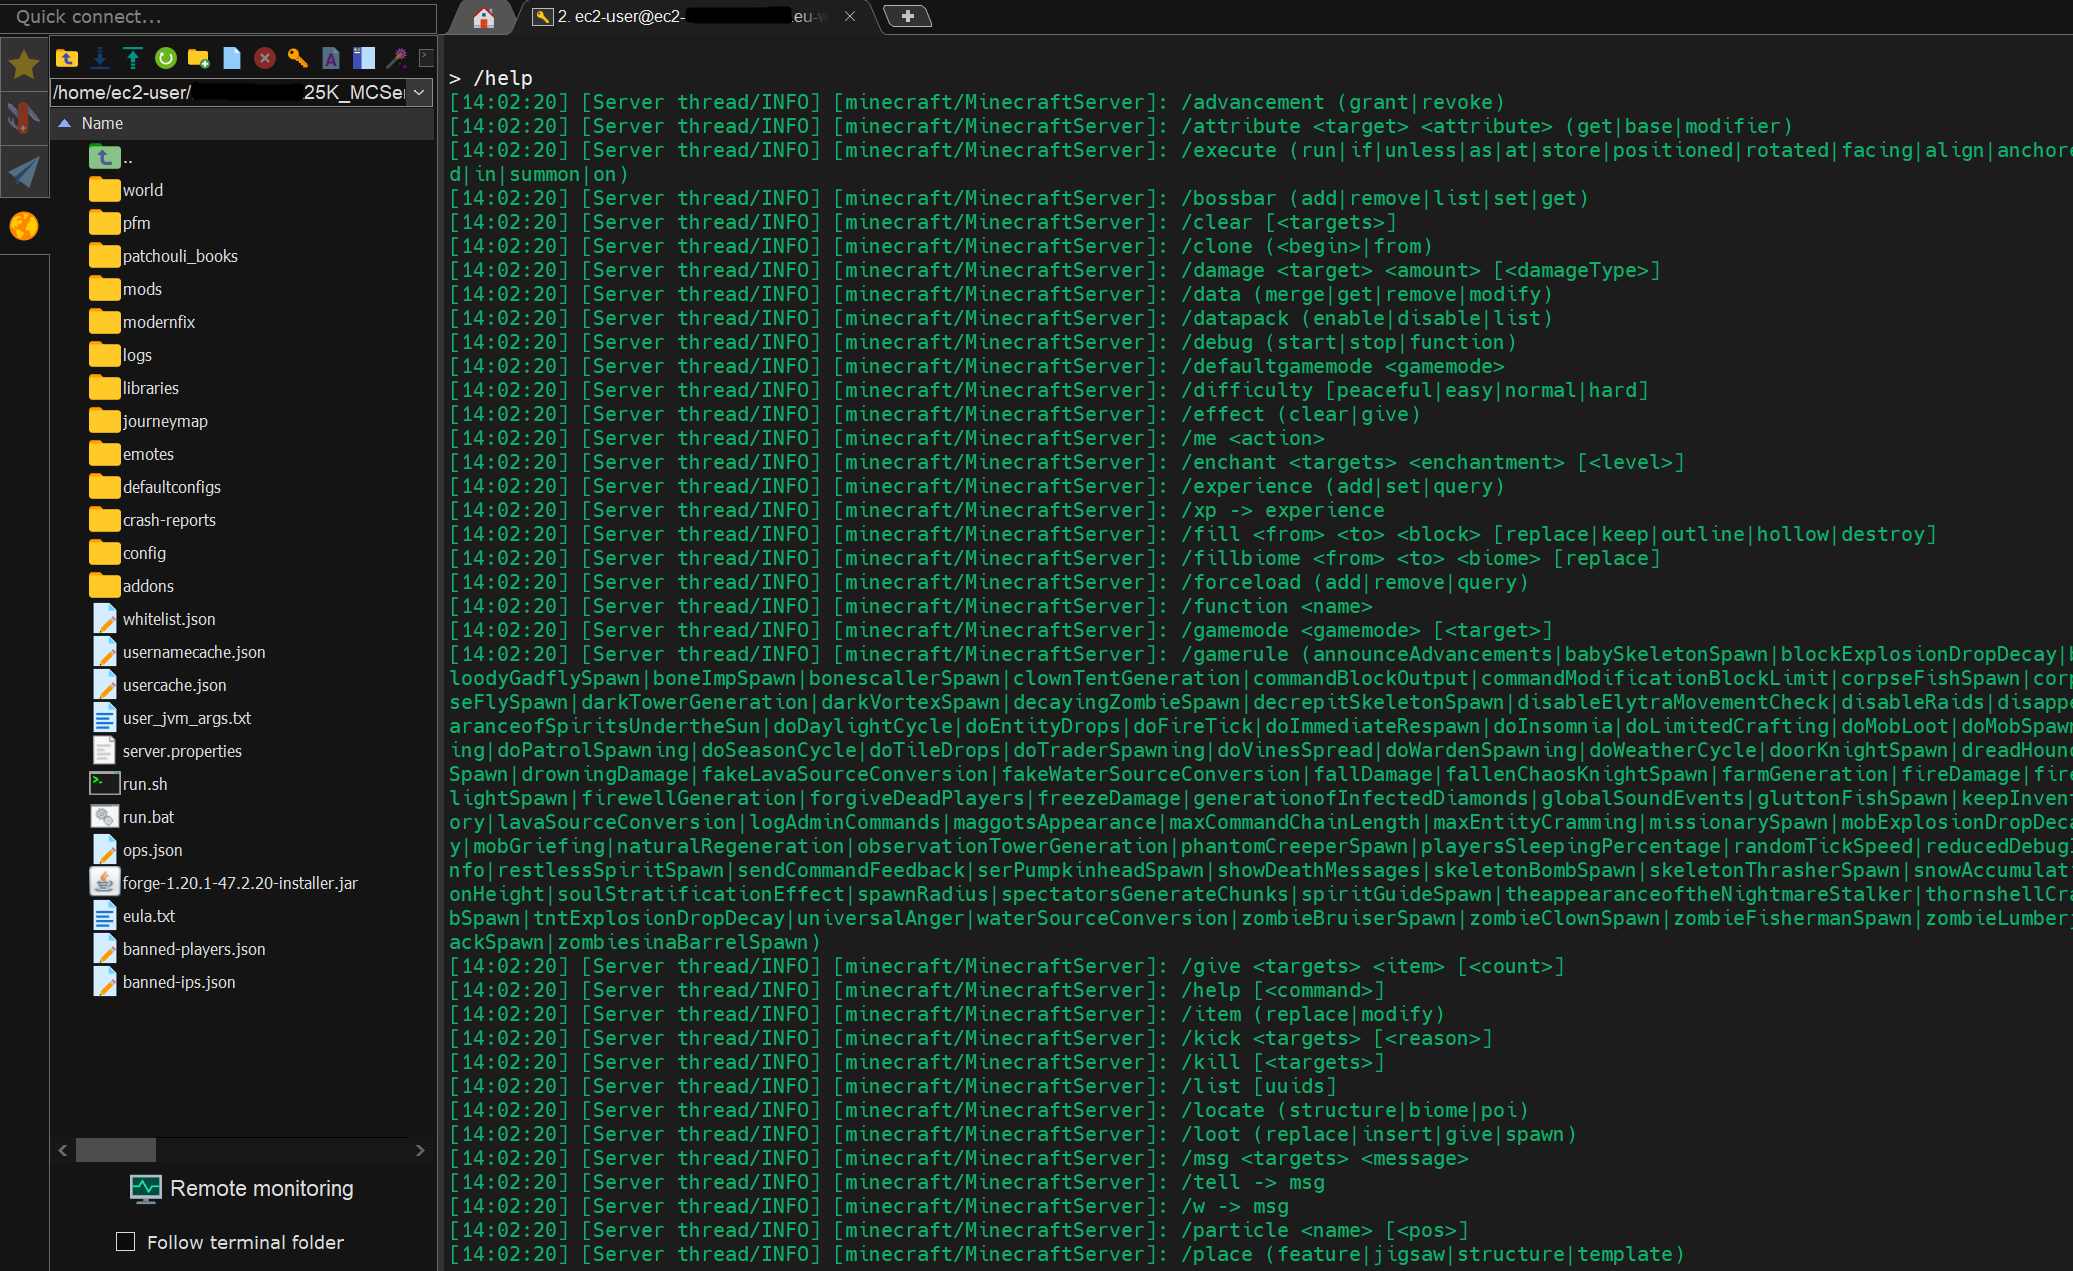 Quick connect...
2. ec2-user@ec2-
.eu-w
/home/ec2-user/
25K_MCSer
Name
..
world
pfm
patchouli_books
mods
modernfix
logs
libraries
journeymap
emotes
defaultconfigs
crash-reports
config
addons
whitelist.json
usernamecache.json
usercache.json
user_jvm_args.txt
server.properties
run.sh
run.bat
ops.json
forge-1.20.1-47.2.20-installer.jar
eula.txt
banned-players.json
banned-ips.json
Remote monitoring
Follow terminal folder
> /help
[14:02:20] [Server thread/INFO] [minecraft/MinecraftServer]: /advancement (grant|revoke)
[14:02:20] [Server thread/INFO] [minecraft/MinecraftServer]: /attribute <target> <attribute> (get|base|modifier)
[14:02:20] [Server thread/INFO] [minecraft/MinecraftServer]: /execute (run|if|unless|as|at|store|positioned|rotated|facing|align|anchore
d|in|summon|on)
[14:02:20] [Server thread/INFO] [minecraft/MinecraftServer]: /bossbar (add|remove|list|set|get)
[14:02:20] [Server thread/INFO] [minecraft/MinecraftServer]: /clear [<targets>]
[14:02:20] [Server thread/INFO] [minecraft/MinecraftServer]: /clone (<begin>|from)
[14:02:20] [Server thread/INFO] [minecraft/MinecraftServer]: /damage <target> <amount> [<damageType>]
[14:02:20] [Server thread/INFO] [minecraft/MinecraftServer]: /data (merge|get|remove|modify)
[14:02:20] [Server thread/INFO] [minecraft/MinecraftServer]: /datapack (enable|disable|list)
[14:02:20] [Server thread/INFO] [minecraft/MinecraftServer]: /debug (start|stop|function)
[14:02:20] [Server thread/INFO] [minecraft/MinecraftServer]: /defaultgamemode <gamemode>
[14:02:20] [Server thread/INFO] [minecraft/MinecraftServer]: /difficulty [peaceful|easy|normal|hard]
[14:02:20] [Server thread/INFO] [minecraft/MinecraftServer]: /effect (clear|give)
[14:02:20] [Server thread/INFO] [minecraft/MinecraftServer]: /me <action>
[14:02:20] [Server thread/INFO] [minecraft/MinecraftServer]: /enchant <targets> <enchantment> [<level>]
[14:02:20] [Server thread/INFO] [minecraft/MinecraftServer]: /experience (add|set|query)
[14:02:20] [Server thread/INFO] [minecraft/MinecraftServer]: /xp -> experience
[14:02:20] [Server thread/INFO] [minecraft/MinecraftServer]: /fill <from> <to> <block> [replace|keep|outline|hollow|destroy]
[14:02:20] [Server thread/INFO] [minecraft/MinecraftServer]: /fillbiome <from> <to> <biome> [replace]
[14:02:20] [Server thread/INFO] [minecraft/MinecraftServer]: /forceload (add|remove|query)
[14:02:20] [Server thread/INFO] [minecraft/MinecraftServer]: /function <name>
[14:02:20] [Server thread/INFO] [minecraft/MinecraftServer]: /gamemode <gamemode> [<target>]
[14:02:20] [Server thread/INFO] [minecraft/MinecraftServer]: /gamerule (announceAdvancements|babySkeletonSpawn|blockExplosionDropDecay|b
loodyGadflySpawn|boneImpSpawn|bonescallerSpawn|clownTentGeneration|commandBlockOutput|commandModificationBlockLimit|corpseFishSpawn|corp
seFlySpawn|darkTowerGeneration|darkVortexSpawn|decayingZombieSpawn|decrepitSkeletonSpawn|disableElytraMovementCheck|disableRaids|disappe
aranceofSpiritsUndertheSun|doDaylightCycle|doEntityDrops|doFireTick|doImmediateRespawn|doInsomnia|doLimitedCrafting|doMobLoot|doMobSpawn
ing|doPatrolSpawning|doSeasonCycle|doTileDrops|doTraderSpawning|doVinesSpread|doWardenSpawning|doWeatherCycle|doorKnightSpawn|dreadHound
Spawn|drowningDamage|fakeLavaSourceConversion|fakeWaterSourceConversion|fallDamage|fallenChaosKnightSpawn|farmGeneration|fireDamage|fire
lightSpawn|firewellGeneration|forgiveDeadPlayers|freezeDamage|generationofInfectedDiamonds|globalSoundEvents|gluttonFishSpawn|keepInvent
ory|lavaSourceConversion|logAdminCommands|maggotsAppearance|maxCommandChainLength|maxEntityCramming|missionarySpawn|mobExplosionDropDeca
y|mobGriefing|naturalRegeneration|observationTowerGeneration|phantomCreeperSpawn|playersSleepingPercentage|randomTickSpeed|reducedDebugI
nfo|restlessSpiritSpawn|sendCommandFeedback|serPumpkinheadSpawn|showDeathMessages|skeletonBombSpawn|skeletonThrasherSpawn|snowAccumulati
onHeight|soulStratificationEffect|spawnRadius|spectatorsGenerateChunks|spiritGuideSpawn|theappearanceoftheNightmareStalker|thornshellCra
bSpawn|tntExplosionDropDecay|universalAnger|waterSourceConversion|zombieBruiserSpawn|zombieClownSpawn|zombieFishermanSpawn|zombieLumberj
ackSpawn|zombiesinaBarrelSpawn)
[14:02:20] [Server thread/INFO] [minecraft/MinecraftServer]: /give <targets> <item> [<count>]
[14:02:20] [Server thread/INFO] [minecraft/MinecraftServer]: /help [<command>]
[14:02:20] [Server thread/INFO] [minecraft/MinecraftServer]: /item (replace|modify)
[14:02:20] [Server thread/INFO] [minecraft/MinecraftServer]: /kick <targets> [<reason>]
[14:02:20] [Server thread/INFO] [minecraft/MinecraftServer]: /kill [<targets>]
[14:02:20] [Server thread/INFO] [minecraft/MinecraftServer]: /list [uuids]
[14:02:20] [Server thread/INFO] [minecraft/MinecraftServer]: /locate (structure|biome|poi)
[14:02:20] [Server thread/INFO] [minecraft/MinecraftServer]: /loot (replace|insert|give|spawn)
[14:02:20] [Server thread/INFO] [minecraft/MinecraftServer]: /msg <targets> <message>
[14:02:20] [Server thread/INFO] [minecraft/MinecraftServer]: /tell -> msg
[14:02:20] [Server thread/INFO] [minecraft/MinecraftServer]: /w -> msg
[14:02:20] [Server thread/INFO] [minecraft/MinecraftServer]: /particle <name> [<pos>]
[14:02:20] [Server thread/INFO] [minecraft/MinecraftServer]: /place (feature|jigsaw|structure|template)